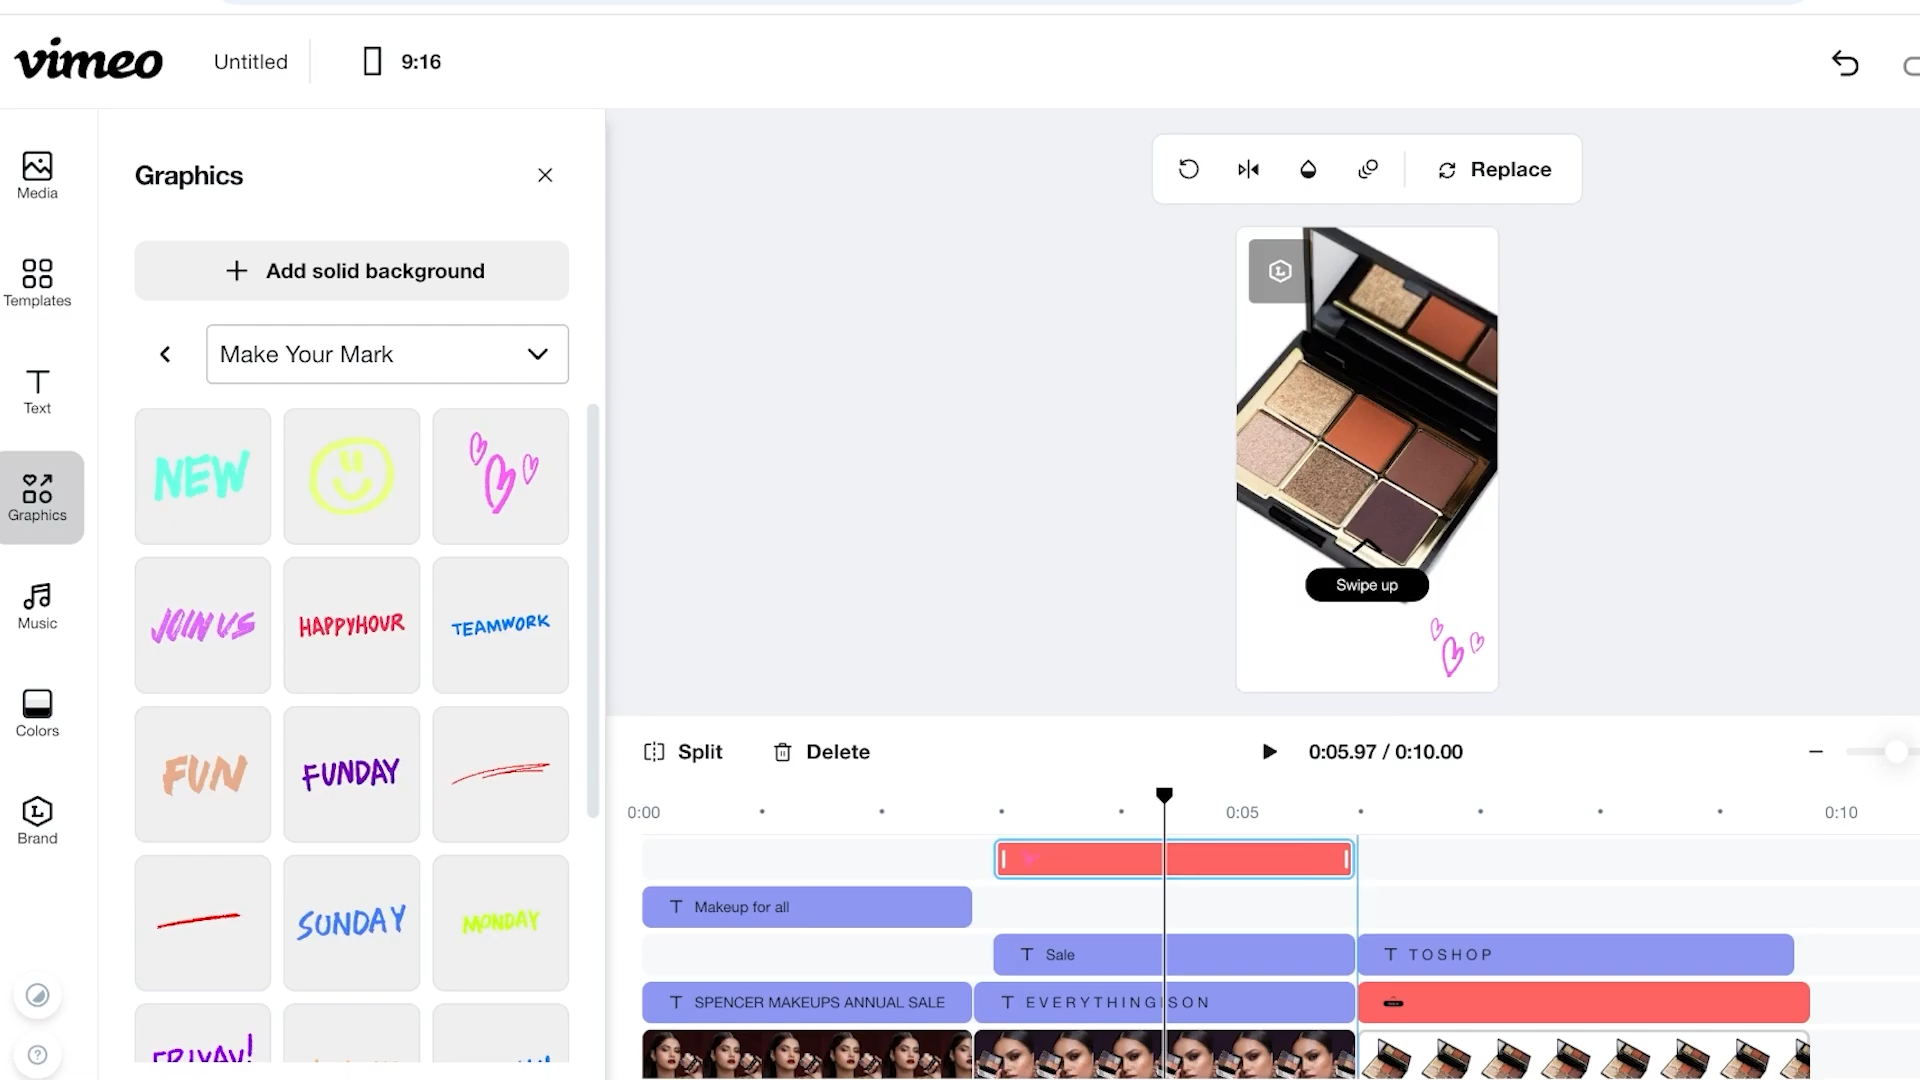 vimeo
Untitled
9:16
Media
Templates
Text
Graphics
Music
Colors
Brand
Graphics
Add solid background
Make Your Mark
NEW
JOIN US
HAPPYHOUR
TEAMWORK
FUN
FUNDAY
SUNDAY
MONDAY
FRIYAY!
Replace
Swipe up
Split
Delete
0:05.97 / 0:10.00
0:00
0:05
0:10
T Makeup for all
T Sale
T TOSHOP
T SPENCER MAKEUPS ANNUAL SALE
T EVERYTHINGISON